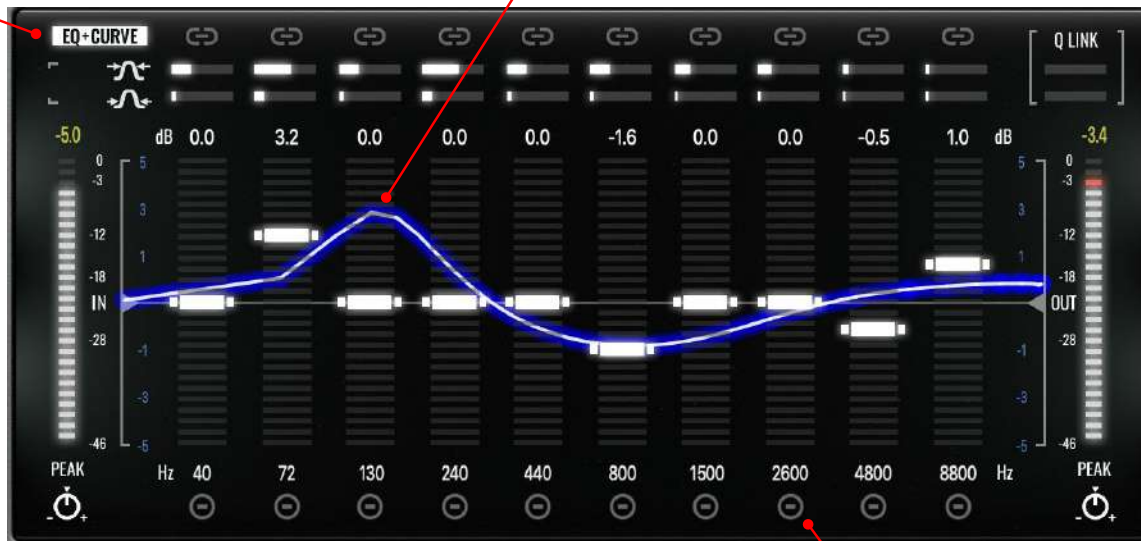 EQ+CURVE
Q LINK
-5.0 dB 0.0 3.2 0.0 0.0 0.0 -1.6 0.0 0.0 -0.5 1.0 dB -3.4
0 5 5 0
-3 -3
3 3
-12 -12
1 1
-18 -18
IN OUT
-28 -28
-1 -1
-3 -3
-46 -5 -5 -46
PEAK Hz 40 72 130 240 440 800 1500 2600 4800 8800 Hz PEAK
- + - +